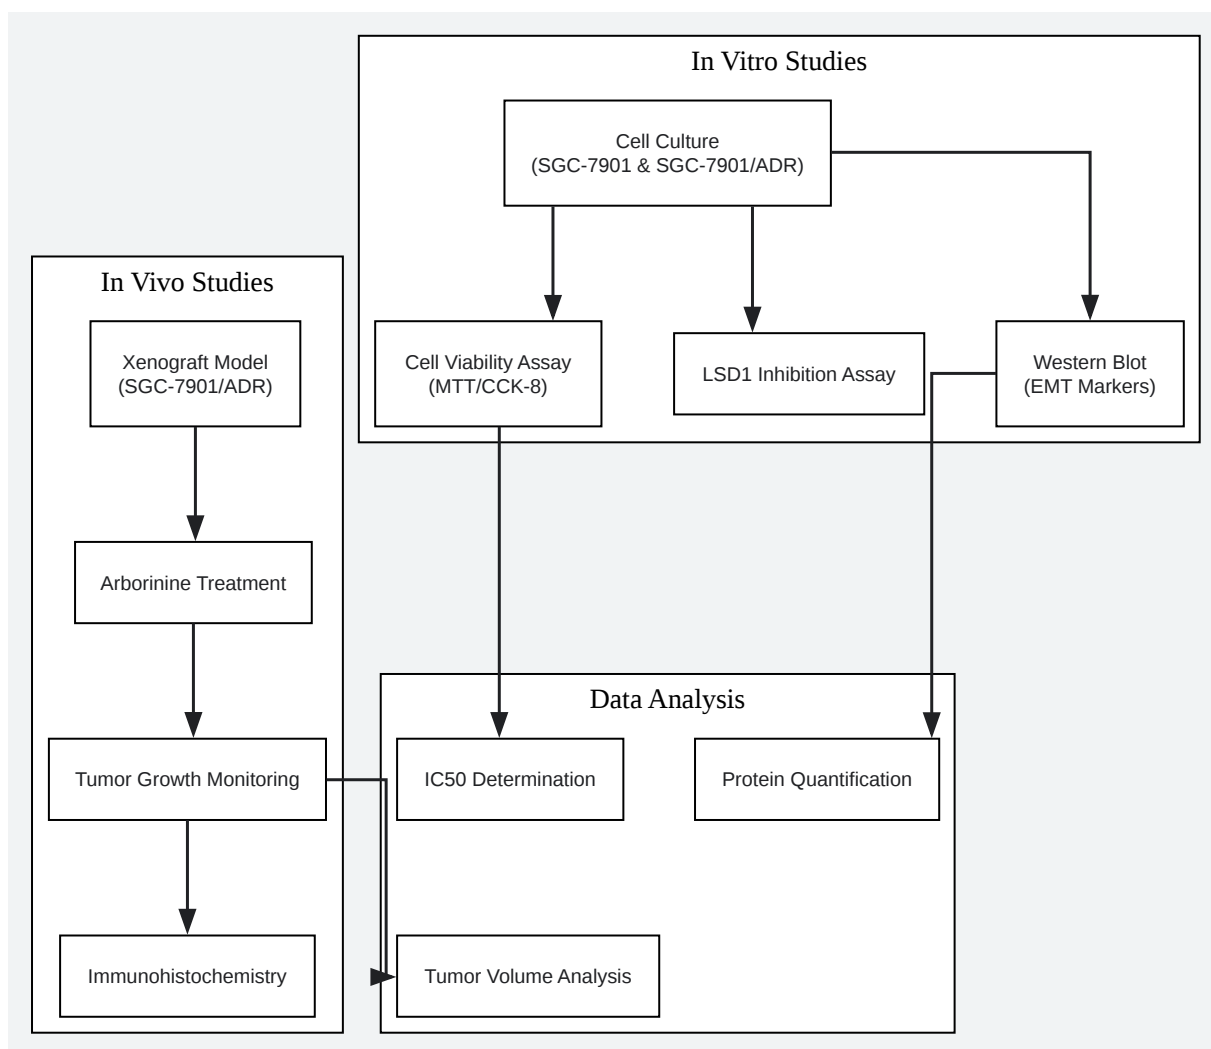 In Vitro Studies
Cell Culture
(SGC-7901 & SGC-7901/ADR)
In Vivo Studies
Xenograft Model
(SGC-7901/ADR)
Cell Viability Assay
(MTT/CCK-8)
LSD1 Inhibition Assay
Western Blot
(EMT Markers)
Arborinine Treatment
Data Analysis
Tumor Growth Monitoring
IC50 Determination
Protein Quantification
Immunohistochemistry
Tumor Volume Analysis